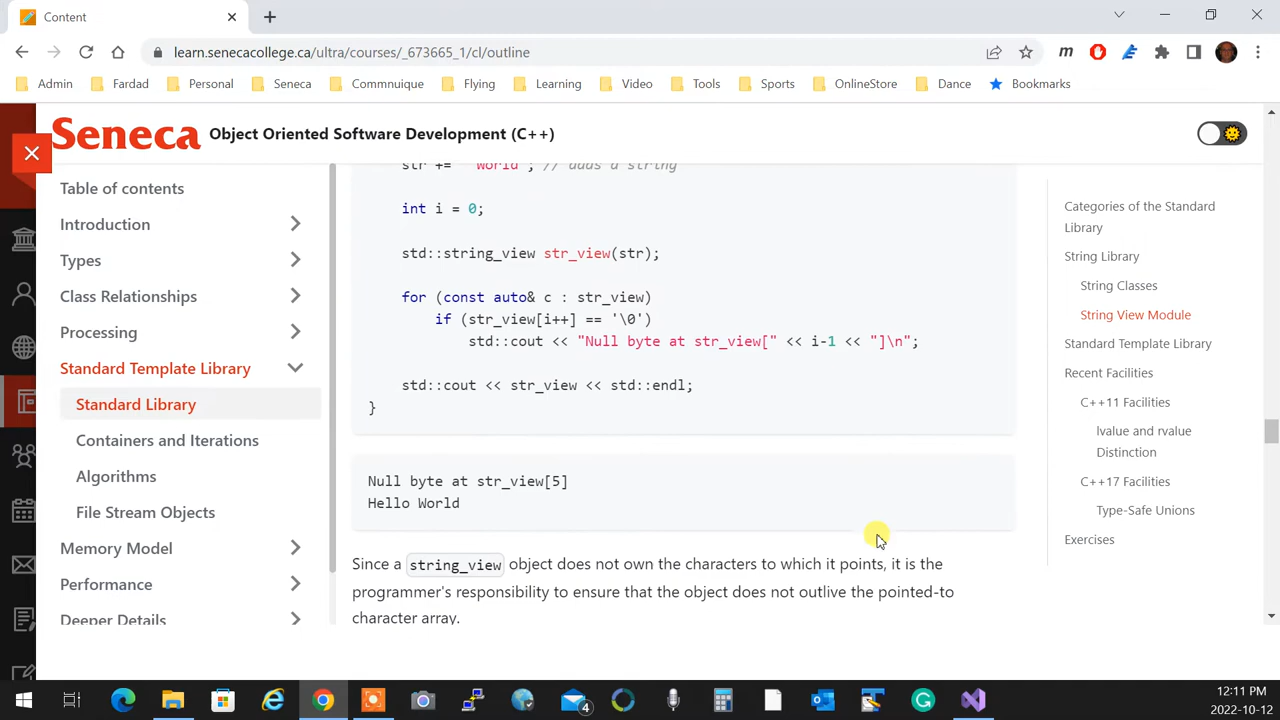 Content
learn.senecacollege.ca/ultra/courses/_673665_1/cl/outline
m
Admin Fardad Personal Seneca Commnuique Flying Learning Video Tools Sports OnlineStore Dance Bookmarks
Seneca Object Oriented Software Development (C++)
Table of contents
Introduction
Types
Class Relationships
Processing
Standard Template Library
Standard Library
Containers and Iterations
Algorithms
File Stream Objects
Memory Model
Performance
Deeper Details
str += " World"; // adds a string
int i = 0;
std::string_view str_view(str);
for (const auto& c : str_view)
if (str_view[i++] == '\0')
std::cout << "Null byte at str_view[" << i-1 << "]\n";
std::cout << str_view << std::endl;
}
Null byte at str_view[5]
Hello World
Since a string_view object does not own the characters to which it points, it is the
programmer's responsibility to ensure that the object does not outlive the pointed-to
character array.
Categories of the Standard
Library
String Library
String Classes
String View Module
Standard Template Library
Recent Facilities
C++11 Facilities
lvalue and rvalue
Distinction
C++17 Facilities
Type-Safe Unions
Exercises
4
12:11 PM
2022-10-12